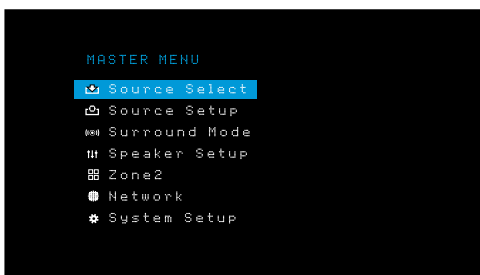 MASTER MENU
Source Select
Source Setup
Surround Mode
Speaker Setup
Zone2
Network
System Setup